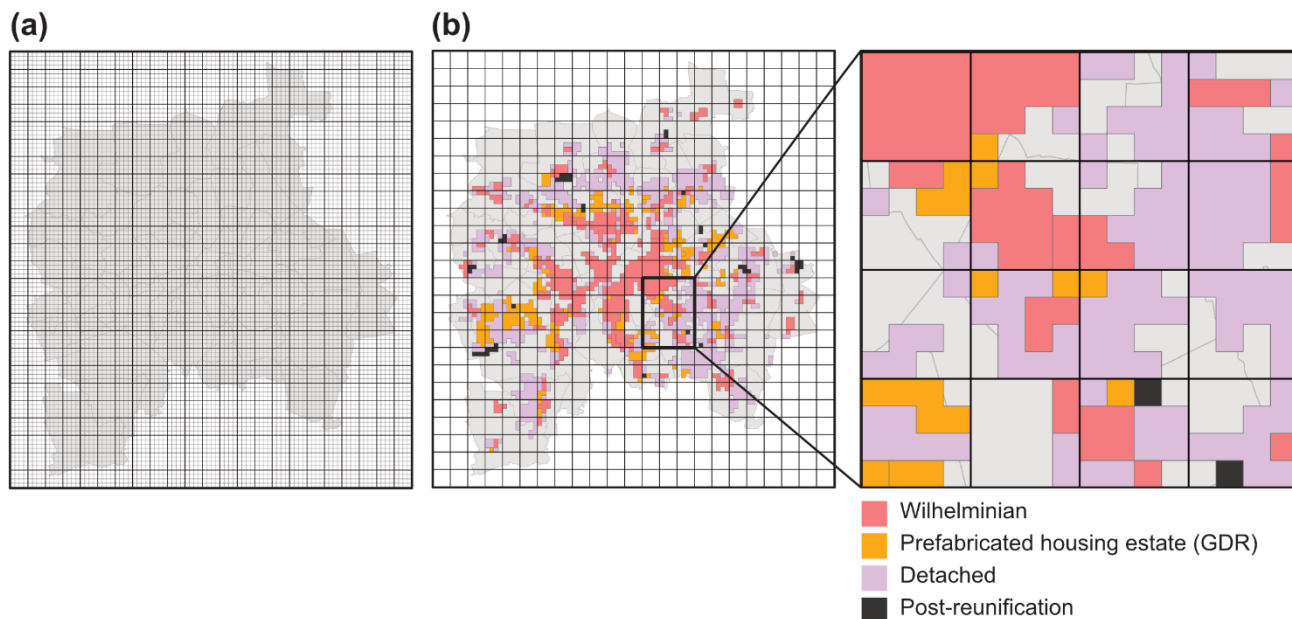 (a)
(b)
Wilhelminian
Prefabricated housing estate (GDR)
Detached
Post-reunification